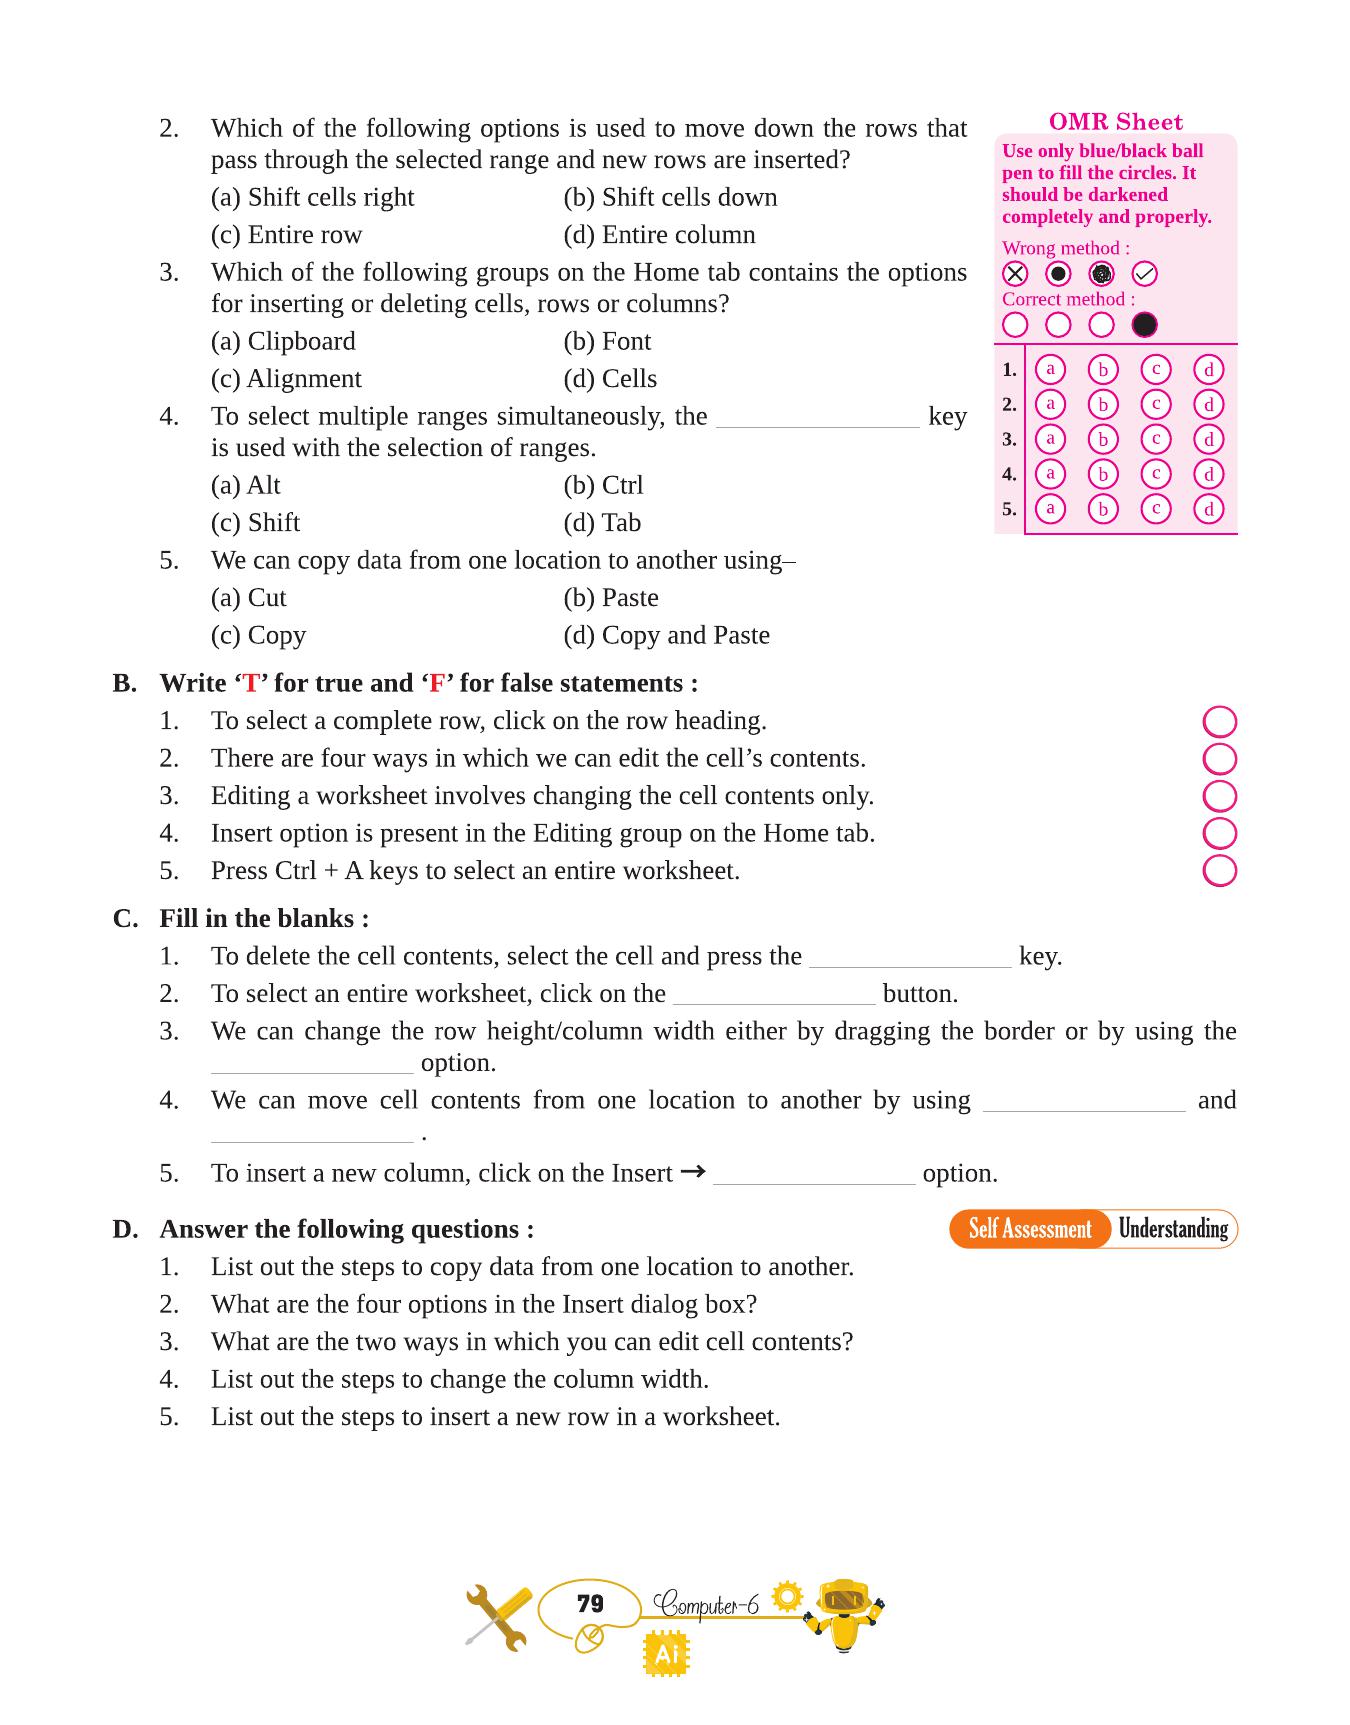 2. Which of the following options is used to move down the rows that
pass through the selected range and new rows are inserted?
(a) Shift cells right (b) Shift cells down
(c) Entire row (d) Entire column
3. Which of the following groups on the Home tab contains the options
for inserting or deleting cells, rows or columns?
(a) Clipboard (b) Font
(c) Alignment (d) Cells
4. To select multiple ranges simultaneously, the _______________ key
is used with the selection of ranges.
(a) Alt (b) Ctrl
(c) Shift (d) Tab
5. We can copy data from one location to another using–
(a) Cut (b) Paste
(c) Copy (d) Copy and Paste
OMR Sheet
Use only blue/black ball
pen to fill the circles. It
should be darkened
completely and properly.
Wrong method :
Correct method :
1. a b c d
2. a b c d
3. a b c d
4. a b c d
5. a b c d
B. Write ‘T’ for true and ‘F’ for false statements :
1. To select a complete row, click on the row heading.
2. There are four ways in which we can edit the cell’s contents.
3. Editing a worksheet involves changing the cell contents only.
4. Insert option is present in the Editing group on the Home tab.
5. Press Ctrl + A keys to select an entire worksheet.
C. Fill in the blanks :
1. To delete the cell contents, select the cell and press the _______________ key.
2. To select an entire worksheet, click on the _______________ button.
3. We can change the row height/column width either by dragging the border or by using the
_______________ option.
4. We can move cell contents from one location to another by using _______________ and
_______________ .
5. To insert a new column, click on the Insert → _______________ option.
D. Answer the following questions :
Self Assessment Understanding
1. List out the steps to copy data from one location to another.
2. What are the four options in the Insert dialog box?
3. What are the two ways in which you can edit cell contents?
4. List out the steps to change the column width.
5. List out the steps to insert a new row in a worksheet.
79 Computer-6
Ai